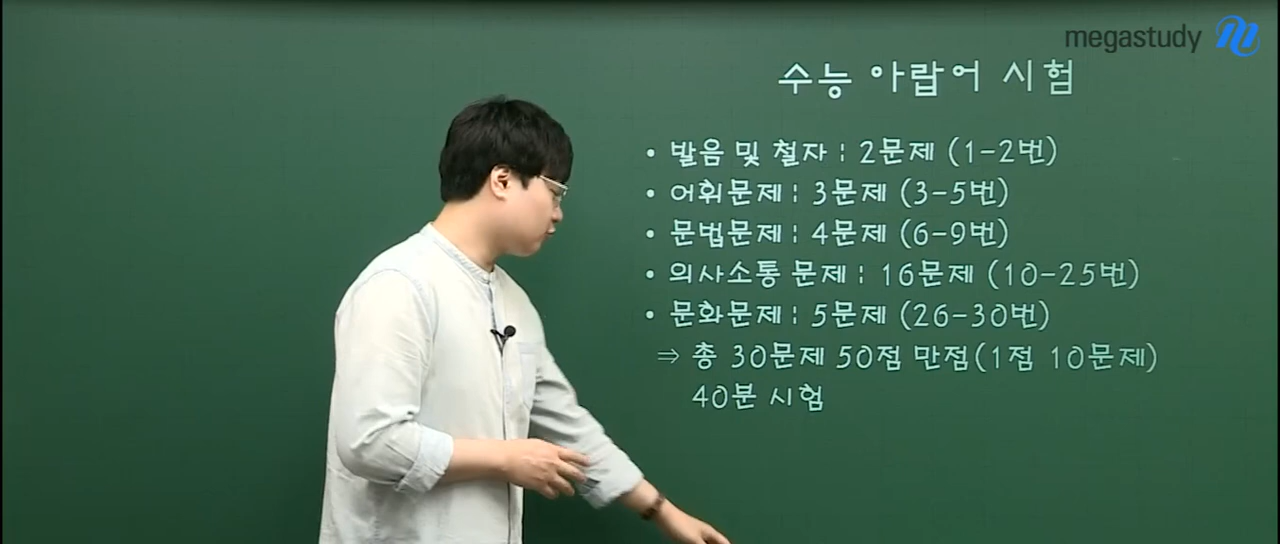 megastudy
수능 아랍어 시험
• 발음 및 철자 : 2문제 (1-2번)
• 어휘문제 : 3문제 (3-5번)
• 문법문제 : 4문제 (6-9번)
• 의사소통 문제 : 16문제 (10-25번)
• 문화문제 : 5문제 (26-30번)
⇒ 총 30문제 50점 만점(1점 10문제)
40분 시험